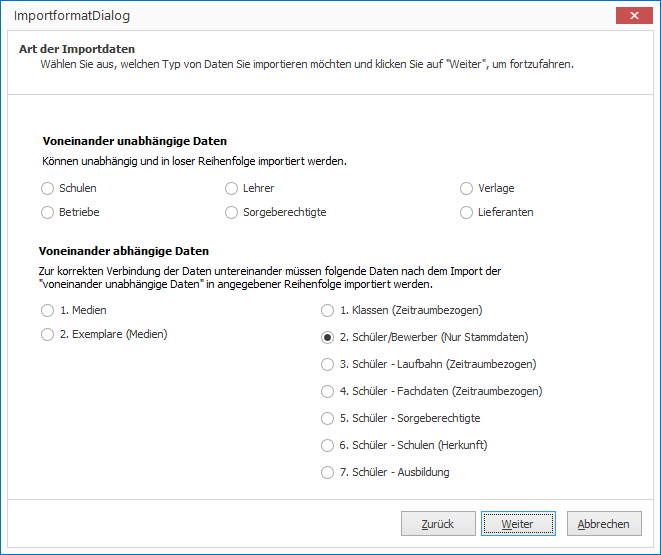 ImportformatDialog
Art der Importdaten
Wählen Sie aus, welchen Typ von Daten Sie importieren möchten und klicken Sie auf "Weiter", um fortzufahren.
Voneinander unabhängige Daten
Können unabhängig und in loser Reihenfolge importiert werden.
Schulen Lehrer Verlage
Betriebe Sorgeberechtigte Lieferanten
Voneinander abhängige Daten
Zur korrekten Verbindung der Daten untereinander müssen folgende Daten nach dem Import der
"voneinander unabhängige Daten" in angegebener Reihenfolge importiert werden.
1. Medien
2. Exemplare (Medien)
1. Klassen (Zeitraumbezogen)
2. Schüler/Bewerber (Nur Stammdaten)
3. Schüler - Laufbahn (Zeitraumbezogen)
4. Schüler - Fachdaten (Zeitraumbezogen)
5. Schüler - Sorgeberechtigte
6. Schüler - Schulen (Herkunft)
7. Schüler - Ausbildung
Zurück Weiter Abbrechen